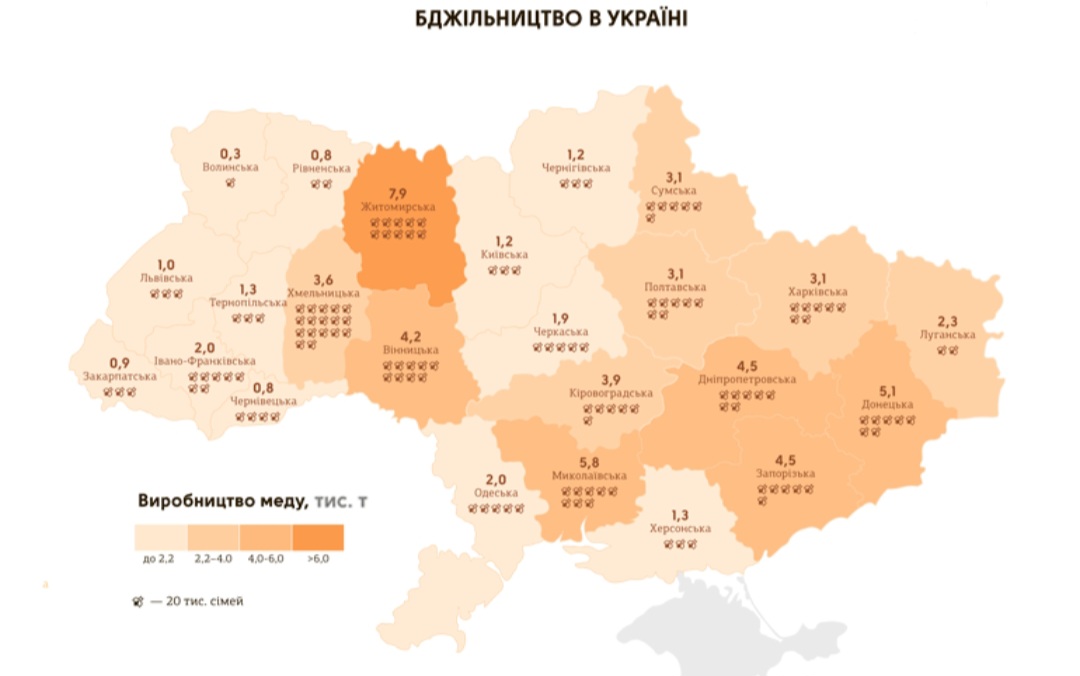 БДЖІЛЬНИЦТВО В УКРАЇНІ
0,3
Волинська
0,8
Рівненська
7,9
Житомирська
1,2
Чернігівська
3,1
Сумська
1,2
Київська
1,0
Львівська
1,3
Тернопільська
3,6
Хмельницька
3,1
Полтавська
3,1
Харківська
2,3
Луганська
1,9
Черкаська
4,2
Вінницька
2,0
Івано-Франківська
0,9
Закарпатська
0,8
Чернівецька
3,9
Кіровоградська
4,5
Дніпропетровська
5,1
Донецька
5,8
Миколаївська
4,5
Запорізька
2,0
Одеська
1,3
Херсонська
Виробництво меду, тис. т
до 2,2 2,2–4.0 4,0-6,0 >6,0
— 20 тис. сімей